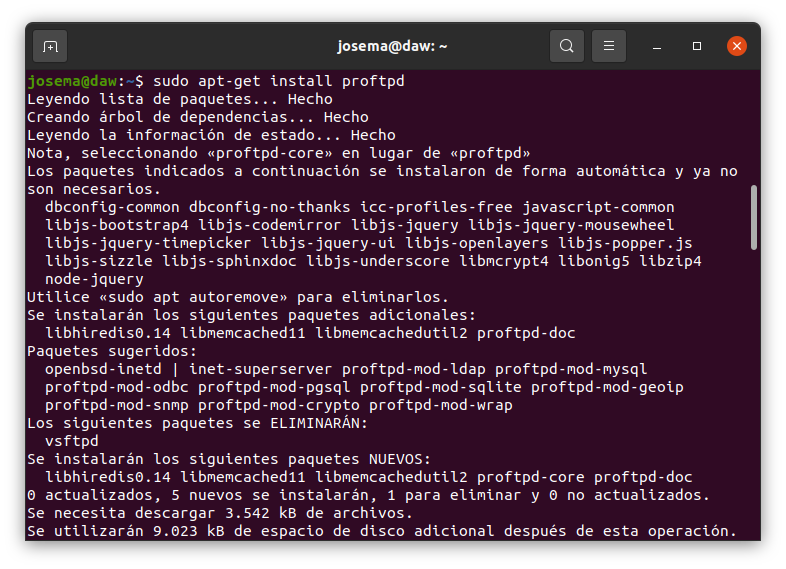 josema@daw: ~
josema@daw:~$ sudo apt-get install proftpd
Leyendo lista de paquetes... Hecho
Creando árbol de dependencias... Hecho
Leyendo la información de estado... Hecho
Nota, seleccionando «proftpd-core» en lugar de «proftpd»
Los paquetes indicados a continuación se instalaron de forma automática y ya no
son necesarios.
  dbconfig-common dbconfig-no-thanks icc-profiles-free javascript-common
  libjs-bootstrap4 libjs-codemirror libjs-jquery libjs-jquery-mousewheel
  libjs-jquery-timepicker libjs-jquery-ui libjs-openlayers libjs-popper.js
  libjs-sizzle libjs-sphinxdoc libjs-underscore libmcrypt4 libonig5 libzip4
  node-jquery
Utilice «sudo apt autoremove» para eliminarlos.
Se instalarán los siguientes paquetes adicionales:
  libhiredis0.14 libmemcached11 libmemcachedutil2 proftpd-doc
Paquetes sugeridos:
  openbsd-inetd | inet-superserver proftpd-mod-ldap proftpd-mod-mysql
  proftpd-mod-odbc proftpd-mod-pgsql proftpd-mod-sqlite proftpd-mod-geoip
  proftpd-mod-snmp proftpd-mod-crypto proftpd-mod-wrap
Los siguientes paquetes se ELIMINARÁN:
  vsftpd
Se instalarán los siguientes paquetes NUEVOS:
  libhiredis0.14 libmemcached11 libmemcachedutil2 proftpd-core proftpd-doc
0 actualizados, 5 nuevos se instalarán, 1 para eliminar y 0 no actualizados.
Se necesita descargar 3.542 kB de archivos.
Se utilizarán 9.023 kB de espacio de disco adicional después de esta operación.